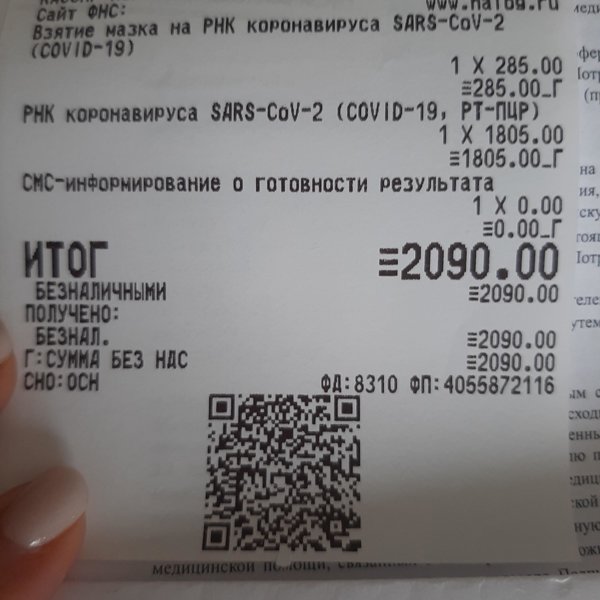 Сайт ФНС: www.nalog.ru
Взятие мазка на РНК коронавируса SARS-CoV-2
(COVID-19)
1 X 285.00
≡285.00_Г
РНК коронавируса SARS-CoV-2 (COVID-19, РТ-ПЦР)
1 X 1805.00
≡1805.00_Г
СМС-информирование о готовности результата
1 X 0.00
≡0.00_Г
ИТОГ ≡2090.00
БЕЗНАЛИЧНЫМИ ≡2090.00
ПОЛУЧЕНО:
БЕЗНАЛ. ≡2090.00
Г:СУММА БЕЗ НДС ≡2090.00
СНО:ОСН ФД:8310 ФП:4055872116
медицинской помощи,